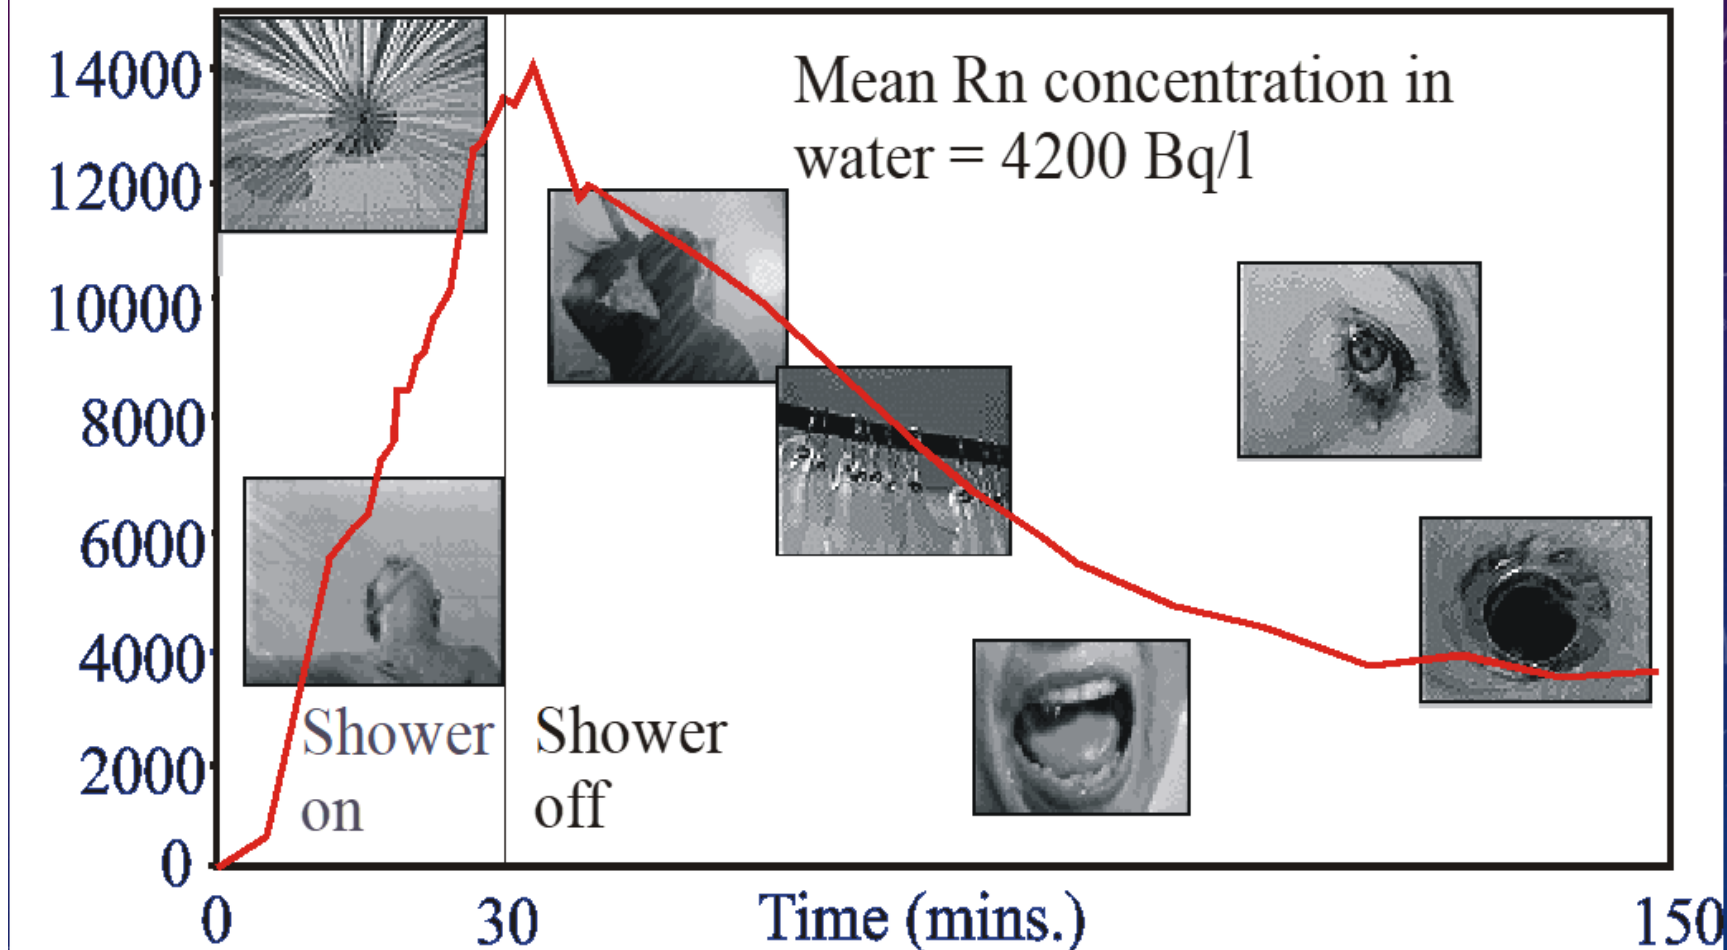 14000
12000
10000
8000
6000
4000
2000
0
Mean Rn concentration in
water = 4200 Bq/l
Shower
on
Shower
off
0
30
Time (mins.)
150